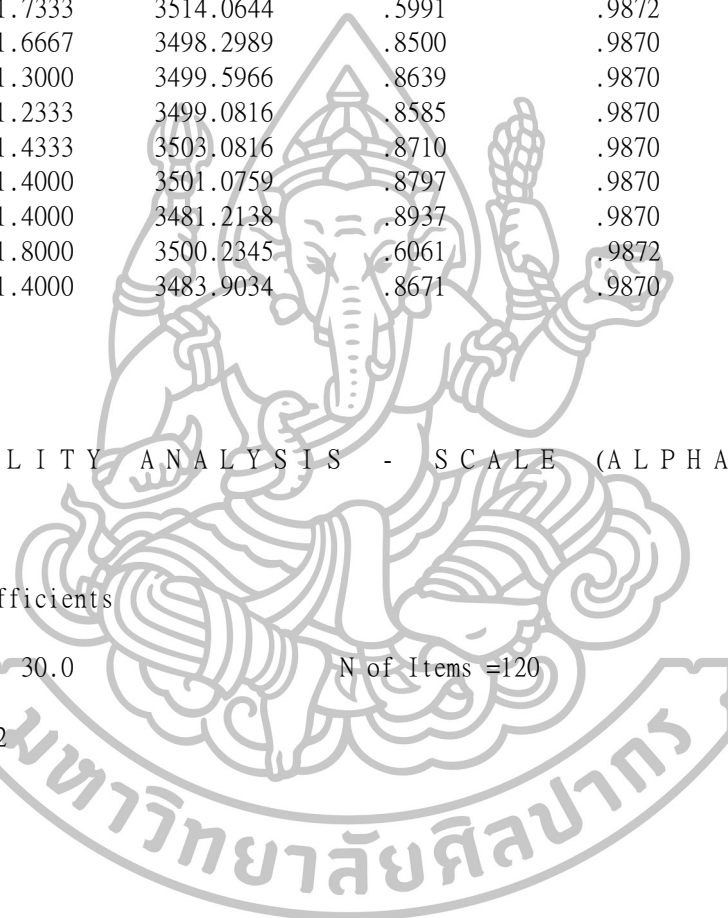 1.7333 3514.0644 .5991 .9872
1.6667 3498.2989 .8500 .9870
1.3000 3499.5966 .8639 .9870
1.2333 3499.0816 .8585 .9870
1.4333 3503.0816 .8710 .9870
1.4000 3501.0759 .8797 .9870
1.4000 3481.2138 .8937 .9870
1.8000 3500.2345 .6061 .9872
1.4000 3483.9034 .8671 .9870
L I T Y A N A L Y S I S - S C A L E (A L P H A
fficients
30.0 N of Items =120
2
มหาวิทยาลัยศิลปากร